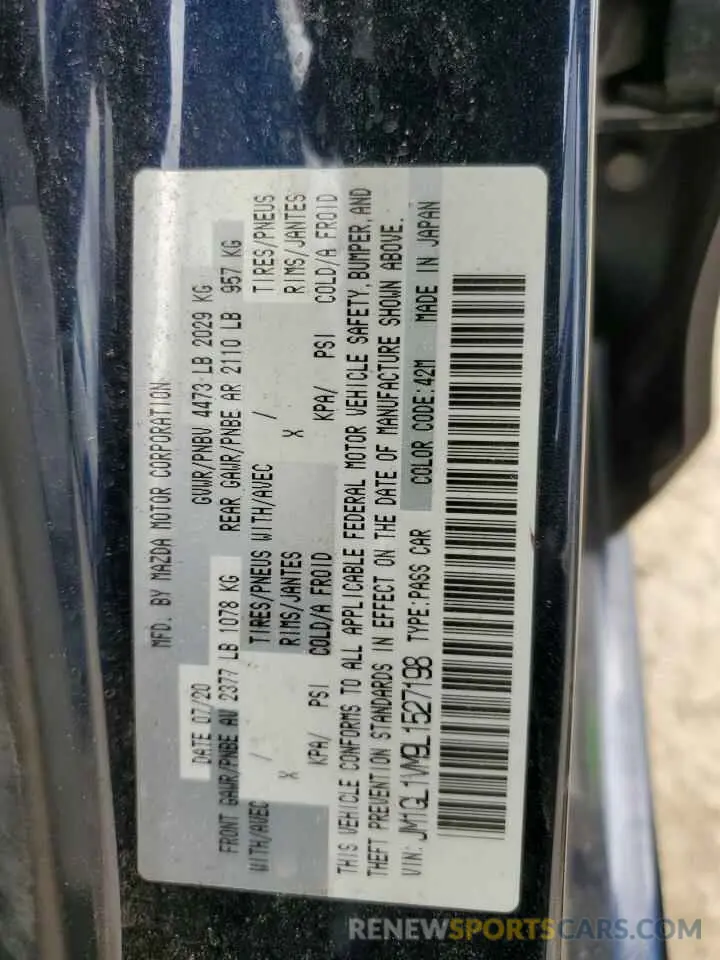 MFD. BY MAZDA MOTOR CORPORATION
DATE 07/20 GVWR/PNBV 4473 LB 2029 KG
FRONT GAWR/PNBE AV 2377 LB 1078 KG REAR GAWR/PNBE AR 2110 LB 957 KG
WITH/AVEC / TIRES/PNEUS WITH/AVEC / TIRES/PNEUS
X RIMS/JANTES X RIMS/JANTES
KPA/ PSI COLD/A FROID KPA/ PSI COLD/A FROID
THIS VEHICLE CONFORMS TO ALL APPLICABLE FEDERAL MOTOR VEHICLE SAFETY, BUMPER, AND
THEFT PREVENTION STANDARDS IN EFFECT ON THE DATE OF MANUFACTURE SHOWN ABOVE.
VIN: JM1GL1VM9L1527198 TYPE:PASS CAR COLOR CODE:42M MADE IN JAPAN
RENEWSPORTSCARS.COM